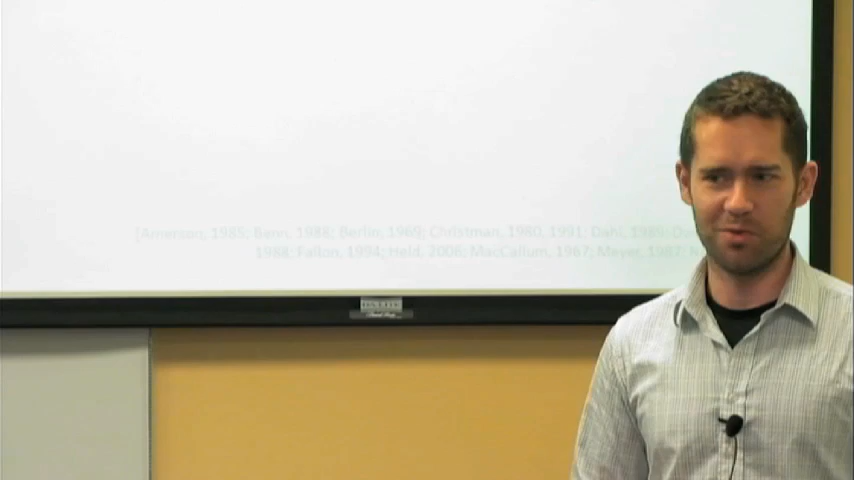 (Amerson, 1985; Benn, 1988; Berlin, 1969; Christman, 1980, 1991; Dahl, 1989;
1988; Fallon, 1994; Held, 2006; MacCallum, 1967; Meyer, 1987;